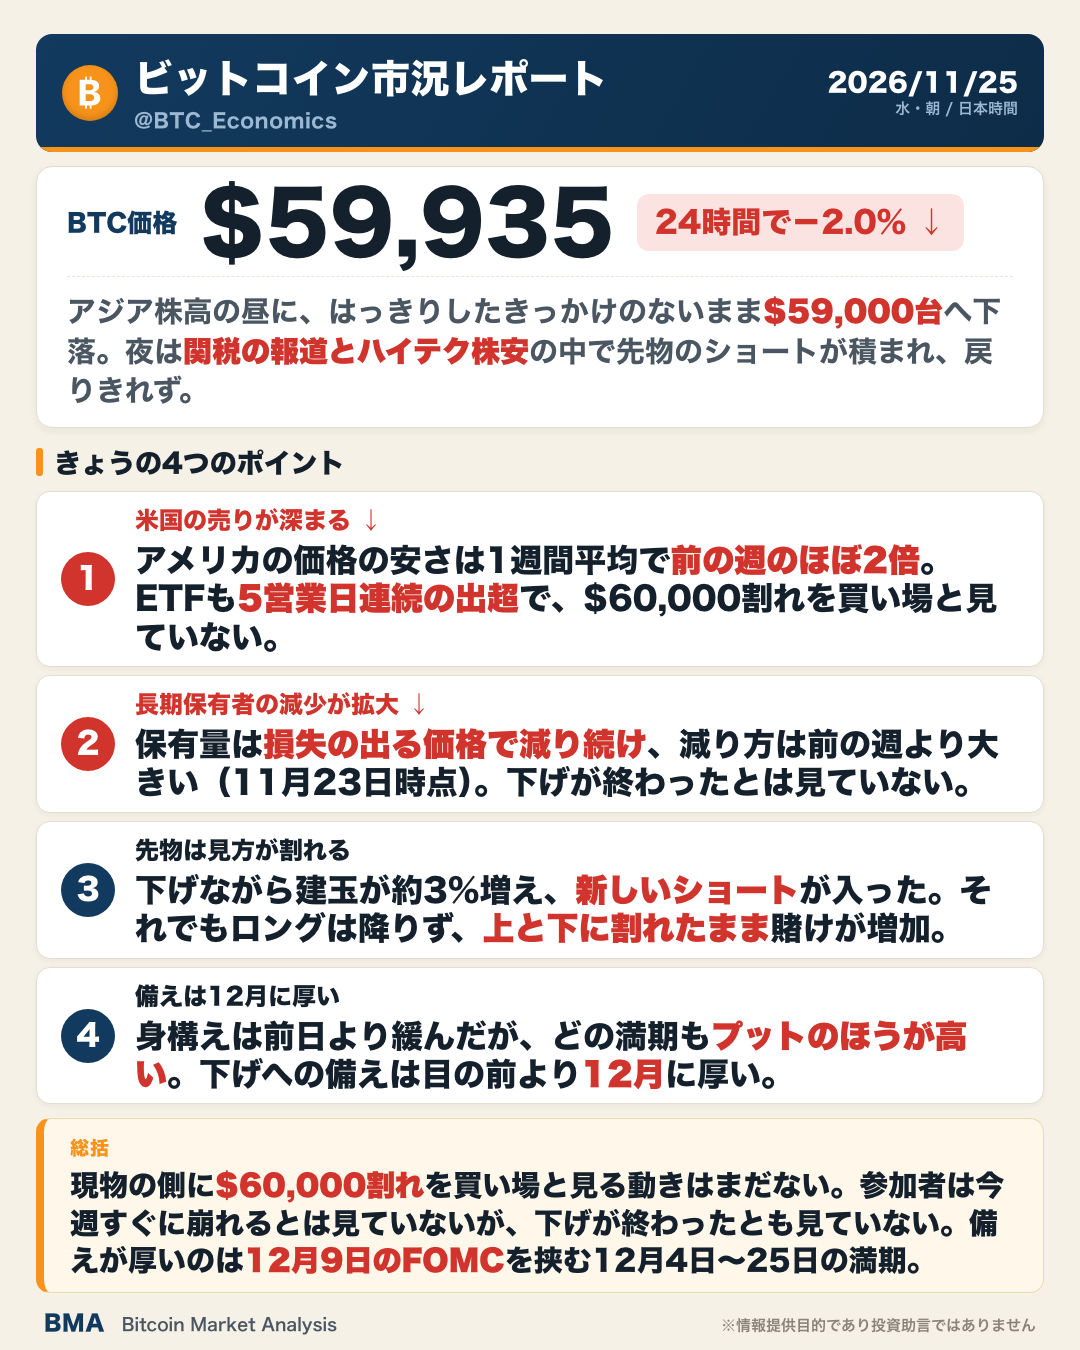 ビットコイン市況レポート
@BTC_Economics
2026/11/25
水・朝 / 日本時間
BTC価格
$59,935
24時間で−2.0% ↓
アジア株高の昼に、はっきりしたきっかけのないまま$59,000台へ下
落。夜は関税の報道とハイテク株安の中で先物のショートが積まれ、戻
りきれず。
きょうの4つのポイント
1
米国の売りが深まる ↓
アメリカの価格の安さは1週間平均で前の週のほぼ2倍。
ETFも5営業日連続の出超で、$60,000割れを買い場と見
ていない。
2
長期保有者の減少が拡大 ↓
保有量は損失の出る価格で減り続け、減り方は前の週より大
きい（11月23日時点）。下げが終わったとは見ていない。
3
先物は見方が割れる
下げながら建玉が約3%増え、新しいショートが入った。そ
れでもロングは降りず、上と下に割れたまま賭けが増加。
4
備えは12月に厚い
身構えは前日より緩んだが、どの満期もプットのほうが高
い。下げへの備えは目の前より12月に厚い。
総括
現物の側に$60,000割れを買い場と見る動きはまだない。参加者は今
週すぐに崩れるとは見ていないが、下げが終わったとも見ていない。備
えが厚いのは12月9日のFOMCを挟む12月4日〜25日の満期。
BMA Bitcoin Market Analysis
※情報提供目的であり投資助言ではありません